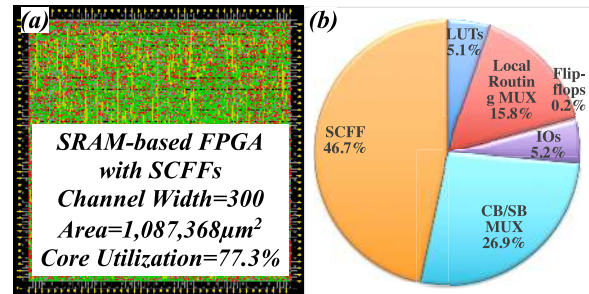 (a)
SRAM-based FPGA
with SCFFs
Channel Width=300
Area=1,087,368μm²
Core Utilization=77.3%
(b)
LUTs
5.1%
Local
Routin
g MUX
15.8%
Flip-
flops
0.2%
IOs
5.2%
CB/SB
MUX
26.9%
SCFF
46.7%